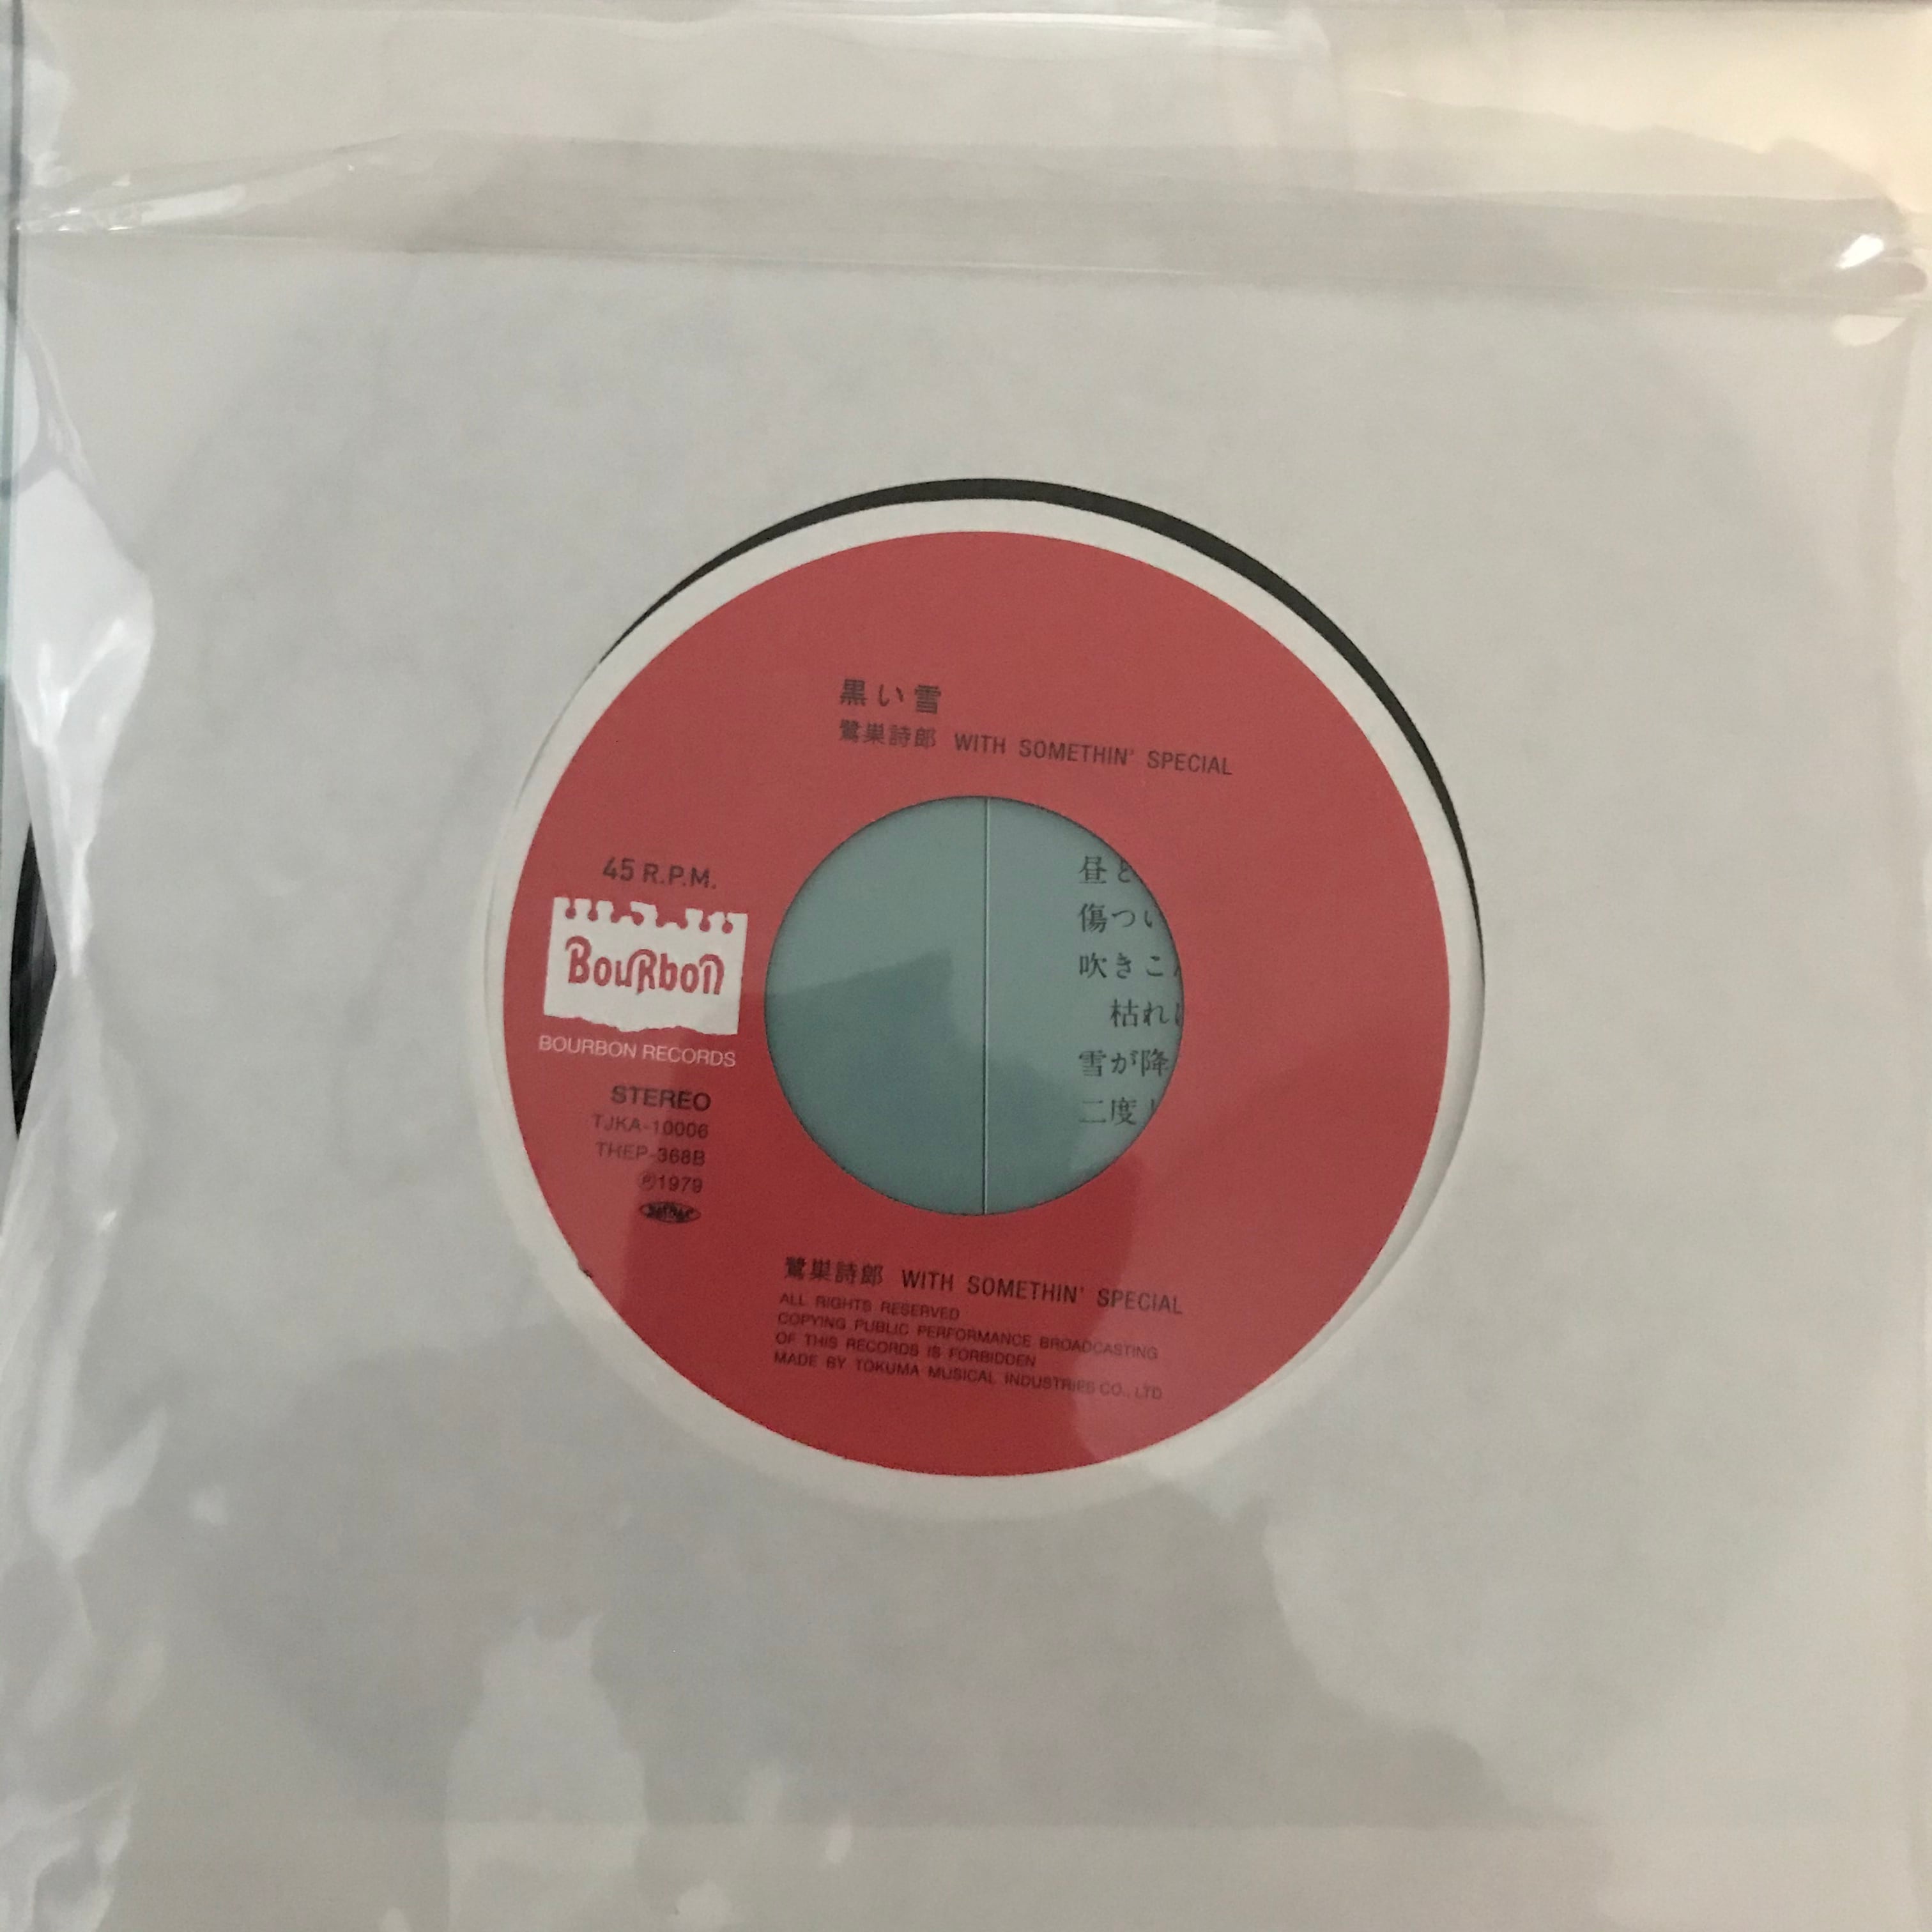 黒い雪
鷺巣詩郎 WITH SOMETHIN' SPECIAL
45 R.P.M.
BouRbon
BOURBON RECORDS
STEREO
TJKA-10006
THEP-368B
Ⓟ1979
昼と
傷つい
吹きこ
枯れ
雪が降
二度
鷺巣詩郎 WITH SOMETHIN' SPECIAL
ALL RIGHTS RESERVED
COPYING PUBLIC PERFORMANCE BROADCASTING
OF THIS RECORDS IS FORBIDDEN
MADE BY TOKUMA MUSICAL INDUSTRIES CO., LTD